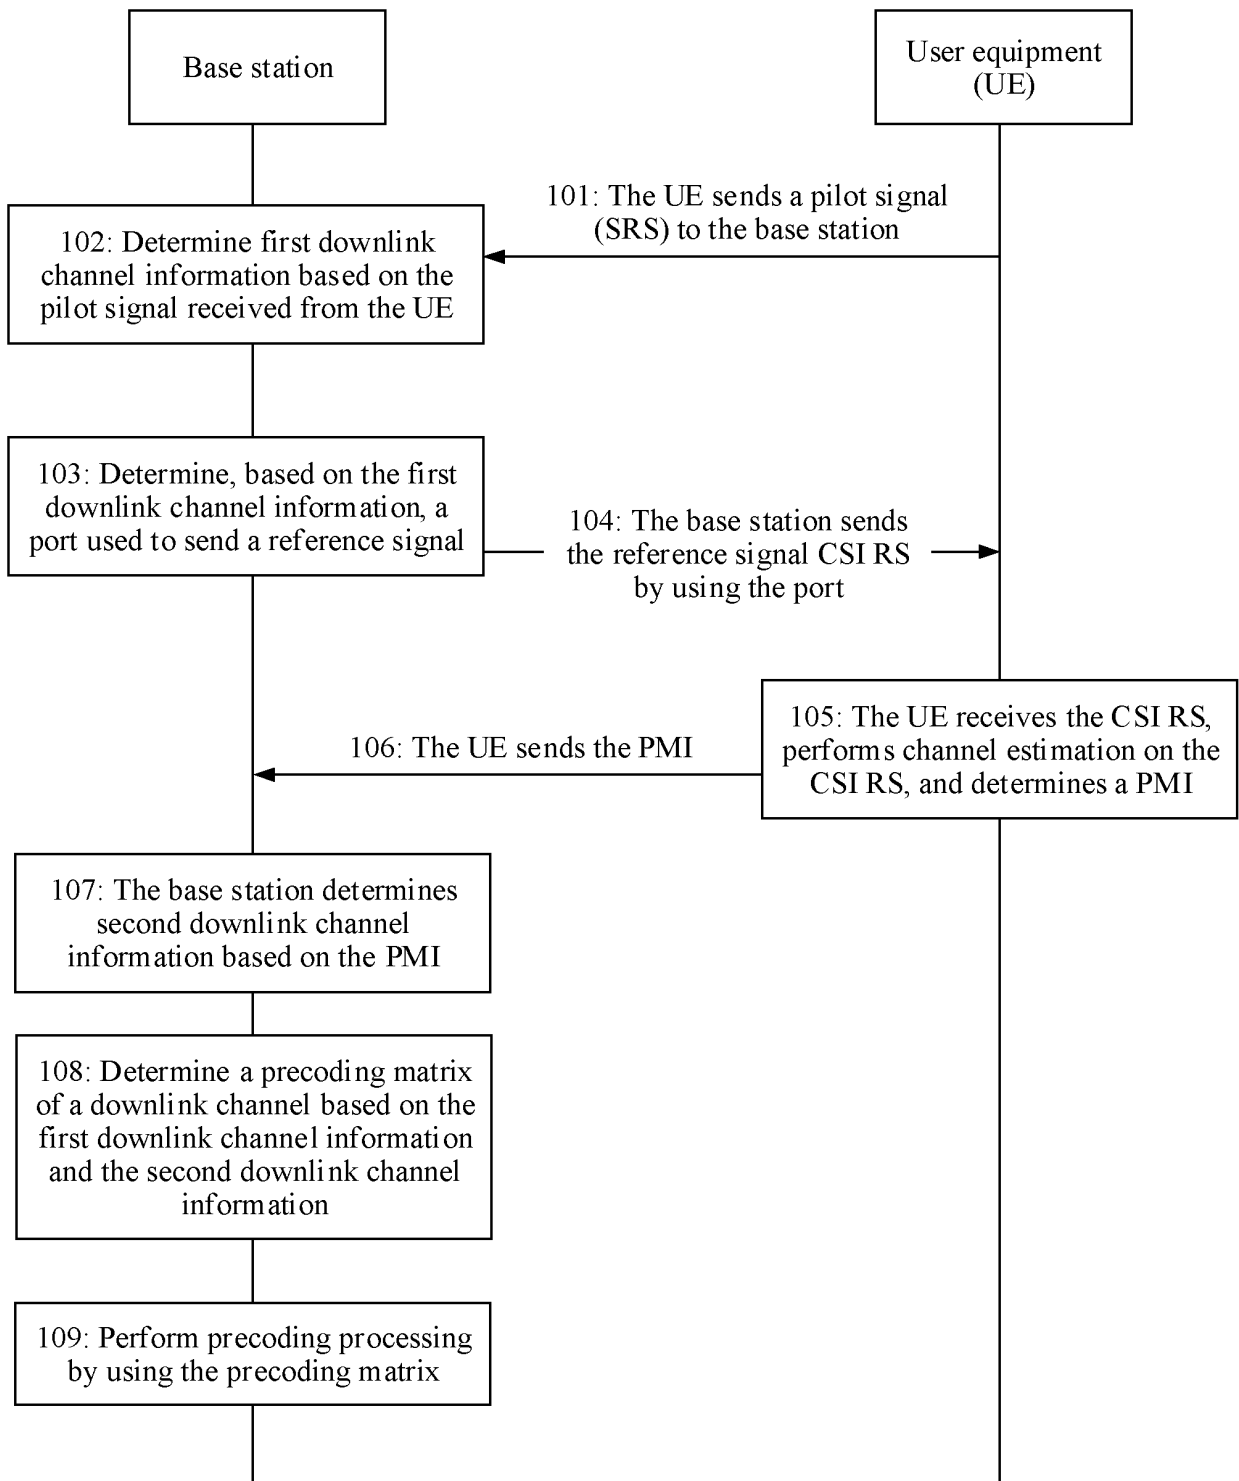 Base station
User equipment
(UE)
101: The UE sends a pilot signal
(SRS) to the base station
102: Determine first downlink
channel information based on the
pilot signal received from the UE
103: Determine, based on the first
downlink channel information, a
port used to send a reference signal
104: The base station sends
the reference signal CSI RS
by using the port
105: The UE receives the CSI RS,
performs channel estimation on the
CSI RS, and determines a PMI
106: The UE sends the PMI
107: The base station determines
second downlink channel
information based on the PMI
108: Determine a precoding matrix
of a downlink channel based on the
first downlink channel information
and the second downlink channel
information
109: Perform precoding processing
by using the precoding matrix